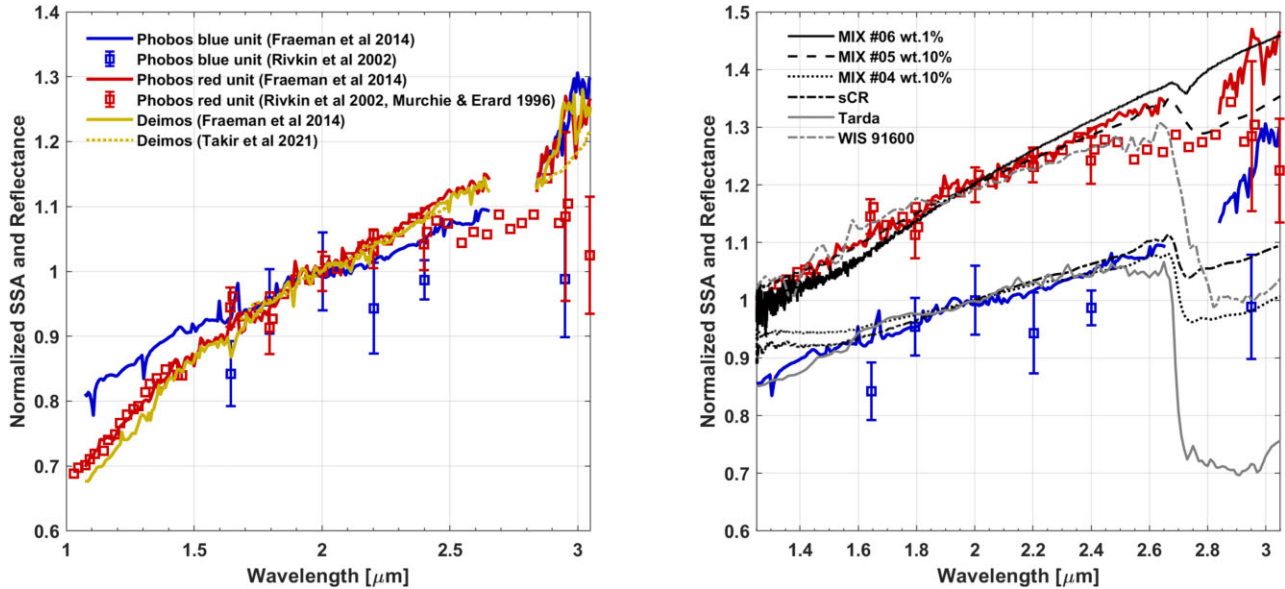 Normalized SSA and Reflectance
1.4
1.3
1.2
1.1
1
0.9
0.8
0.7
0.6
Phobos blue unit (Fraeman et al 2014)
Phobos blue unit (Rivkin 2002)
Phobos red unit (Fraeman et al 2014)
Phobos red unit (Rivkin et al 2002, Murchie & Erard 1996)
Deimos (Fraeman et al 2014)
Deimos (Takir et al 2021)
1 1.5 2 2.5 3
Wavelength [μm]
Normalized SSA and Reflectance
1.5
1.4
1.3
1.2
1.1
1
0.9
0.8
0.7
0.6
MIX #06 wt.1%
MIX #05 wt.10%
MIX #04 wt.10%
sCR
Tarda
WIS 91600
1.4 1.6 1.8 2 2.2 2.4 2.6 2.8 3
Wavelength [μm]